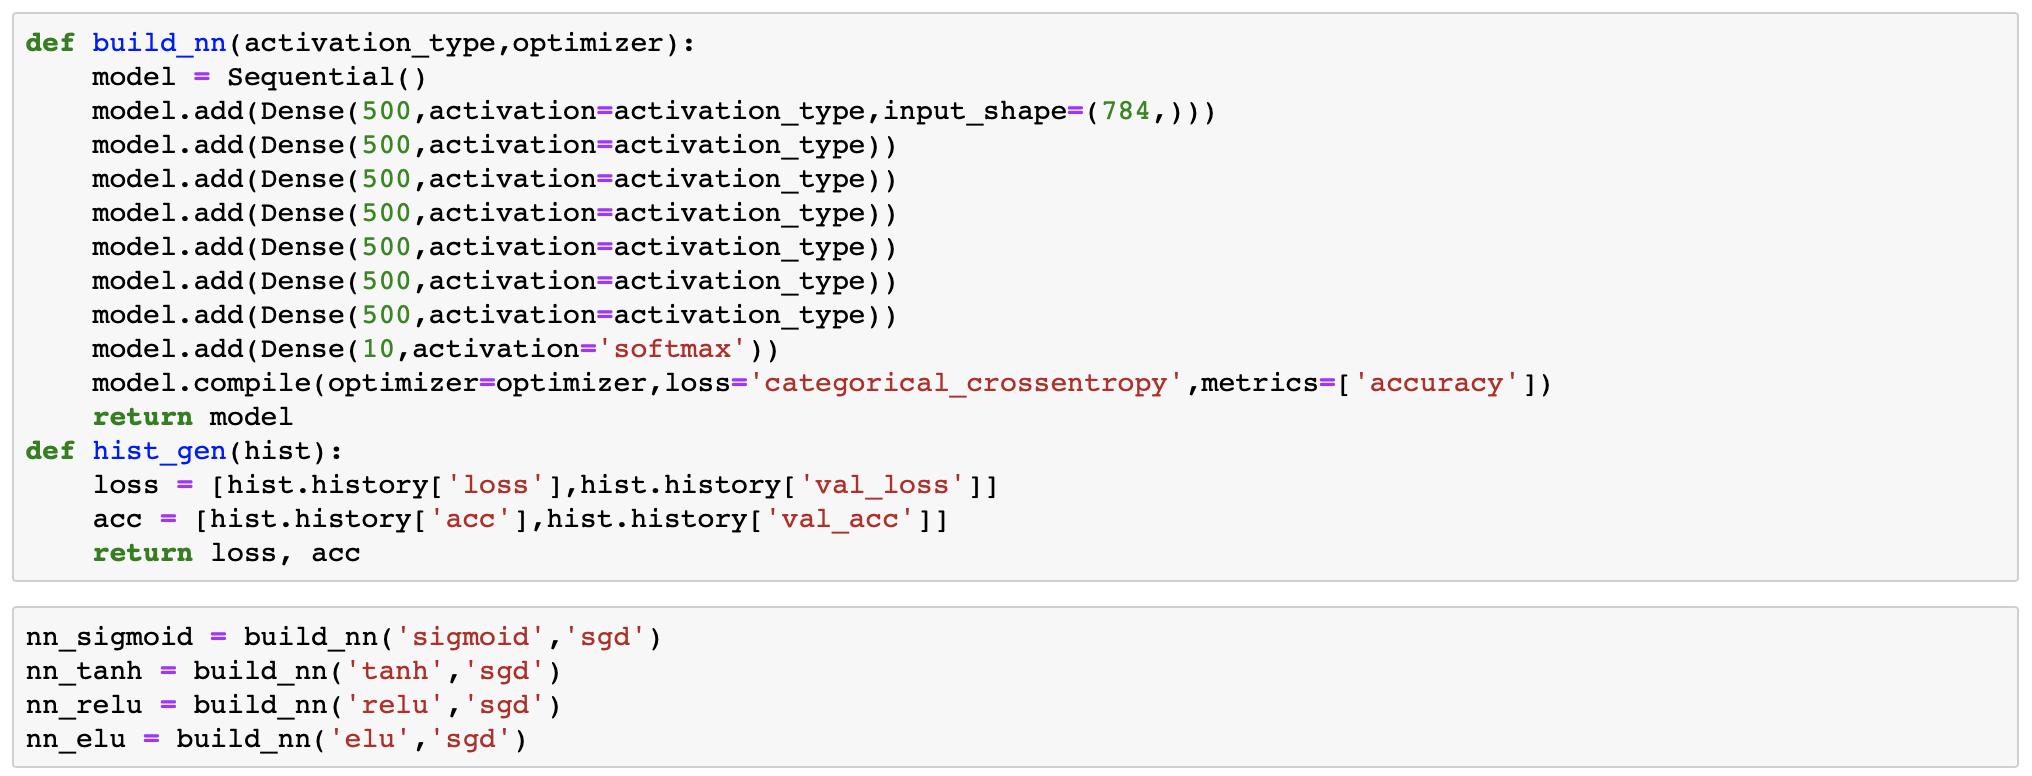 def build_nn(activation_type,optimizer):
    model = Sequential()
    model.add(Dense(500,activation=activation_type,input_shape=(784,)))
    model.add(Dense(500,activation=activation_type))
    model.add(Dense(500,activation=activation_type))
    model.add(Dense(500,activation=activation_type))
    model.add(Dense(500,activation=activation_type))
    model.add(Dense(500,activation=activation_type))
    model.add(Dense(500,activation=activation_type))
    model.add(Dense(10,activation='softmax'))
    model.compile(optimizer=optimizer,loss='categorical_crossentropy',metrics=['accuracy'])
    return model
def hist_gen(hist):
    loss = [hist.history['loss'],hist.history['val_loss']]
    acc = [hist.history['acc'],hist.history['val_acc']]
    return loss, acc
nn_sigmoid = build_nn('sigmoid','sgd')
nn_tanh = build_nn('tanh','sgd')
nn_relu = build_nn('relu','sgd')
nn_elu = build_nn('elu','sgd')